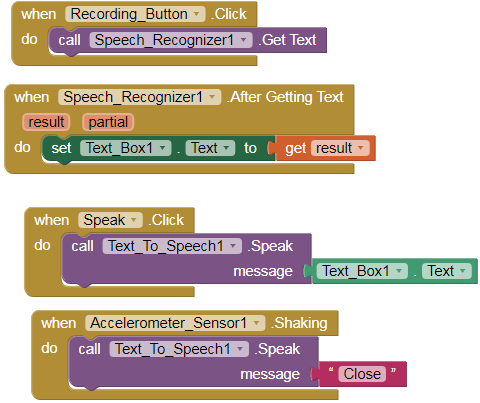 when Recording_Button .Click
do call Speech_Recognizer1 .Get Text
when Speech_Recognizer1 .After Getting Text
result partial
do set Text_Box1 . Text to get result
when Speak .Click
do call Text_To_Speech1 .Speak
message Text_Box1 . Text
when Accelerometer_Sensor1 .Shaking
do call Text_To_Speech1 .Speak
message “ Close ”